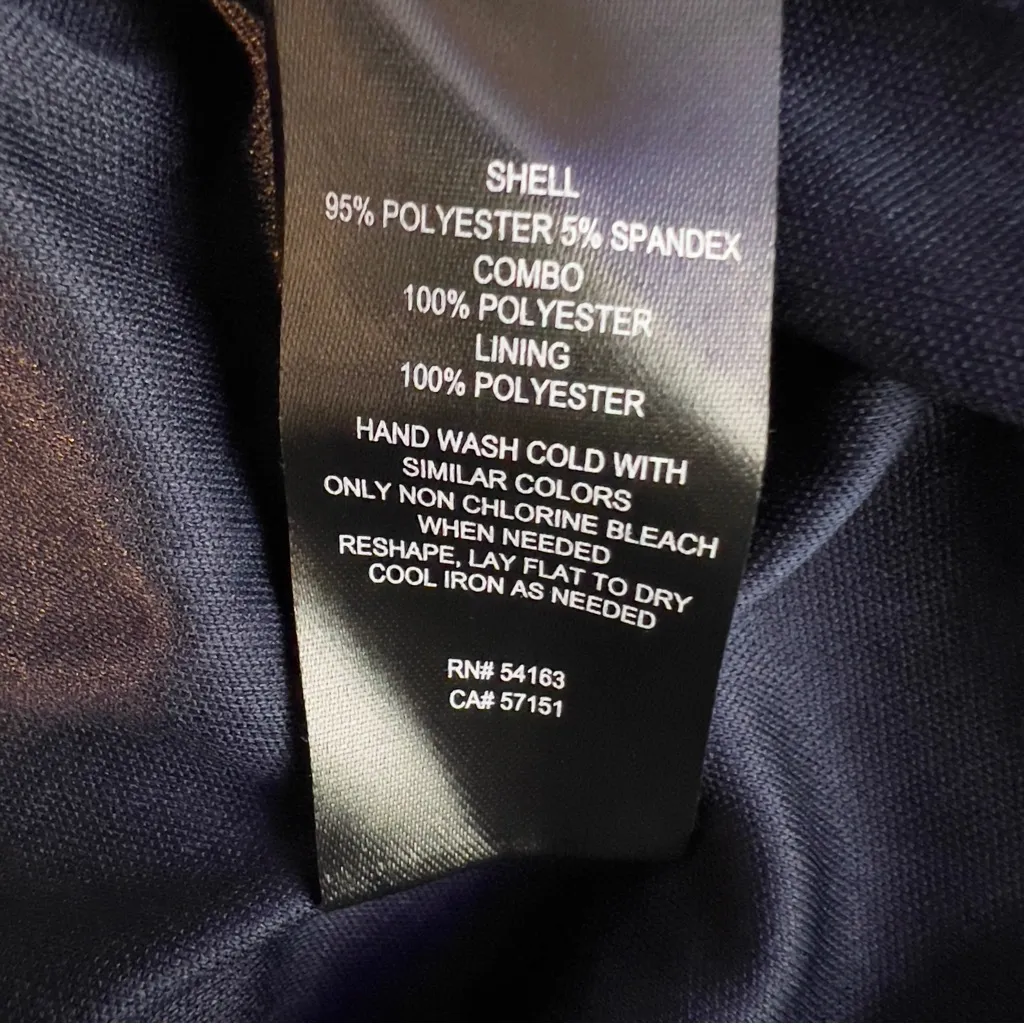 SHELL
95% POLYESTER 5% SPANDEX
COMBO
100% POLYESTER
LINING
100% POLYESTER
HAND WASH COLD WITH
SIMILAR COLORS
ONLY NON CHLORINE BLEACH
WHEN NEEDED
RESHAPE, LAY FLAT TO DRY
COOL IRON AS NEEDED
RN# 54163
CA# 57151